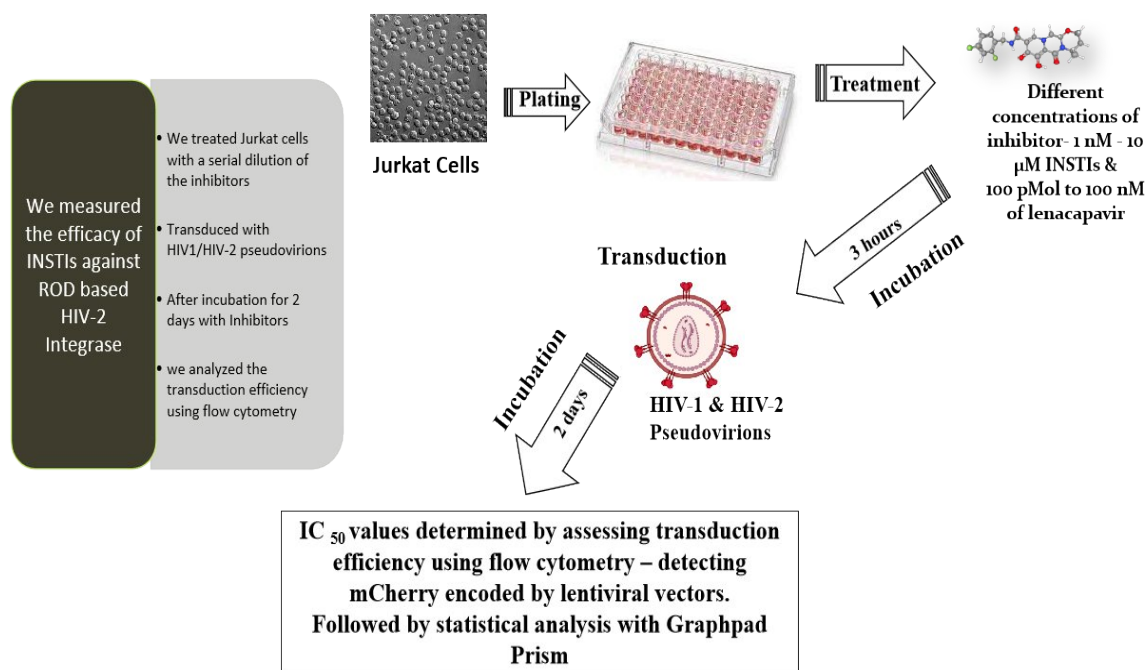 We measured
the efficacy of
INSTIs against
ROD based
HIV-2
Integrase
• We treated Jurkat cells
with a serial dilution of
the inhibitors
• Transduced with
HIV1/HIV-2 pseudovirions
• After incubation for 2
days with Inhibitors
• we analyzed the
transduction efficiency
using flow cytometry
Jurkat Cells
Plating
Treatment
Different
concentrations of
inhibitor- 1 nM - 10
µM INSTIs &
100 pMol to 100 nM
of lenacapavir
3 hours
Incubation
Transduction
HIV-1 & HIV-2
Pseudovirions
Incubation
2 days
IC 50 values determined by assessing transduction
efficiency using flow cytometry – detecting
mCherry encoded by lentiviral vectors.
Followed by statistical analysis with Graphpad
Prism